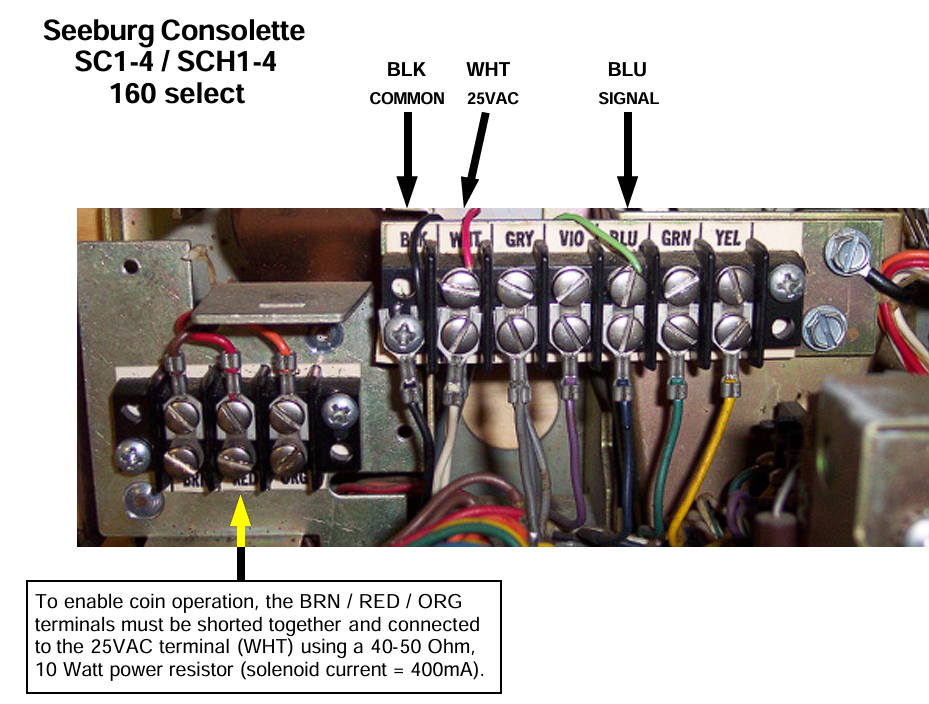 Seeburg Consolette
SC1-4 / SCH1-4
160 select
BLK WHT BLU
COMMON 25VAC SIGNAL
BLK WHT GRY VIO BLU GRN YEL
BRN RED ORG
To enable coin operation, the BRN / RED / ORG
terminals must be shorted together and connected
to the 25VAC terminal (WHT) using a 40-50 Ohm,
10 Watt power resistor (solenoid current = 400mA).